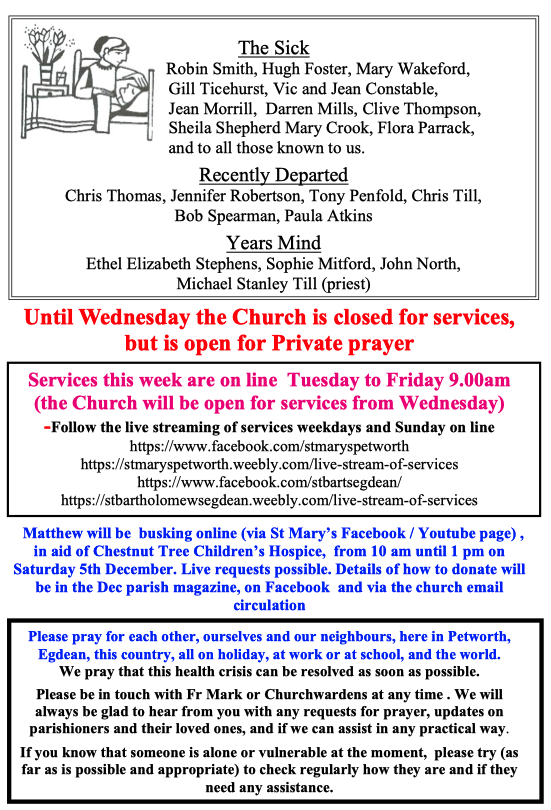 The Sick
Robin Smith, Hugh Foster, Mary Wakeford,
Gill Ticehurst, Vic and Jean Constable,
Jean Morrill,  Darren Mills, Clive Thompson,
Sheila Shepherd Mary Crook, Flora Parrack,
and to all those known to us.
Recently Departed
Chris Thomas, Jennifer Robertson, Tony Penfold, Chris Till,
Bob Spearman, Paula Atkins
Years Mind
Ethel Elizabeth Stephens, Sophie Mitford, John North,
Michael Stanley Till (priest)
Until Wednesday the Church is closed for services,
but is open for Private prayer
Services this week are on line  Tuesday to Friday 9.00am
(the Church will be open for services from Wednesday)
-Follow the live streaming of services weekdays and Sunday on line
https://www.facebook.com/stmaryspetworth
https://stmaryspetworth.weebly.com/live-stream-of-services
https://www.facebook.com/stbartsegdean/
https://stbartholomewsegdean.weebly.com/live-stream-of-services
Matthew will be  busking online (via St Mary's Facebook / Youtube page) ,
in aid of Chestnut Tree Children's Hospice,  from 10 am until 1 pm on
Saturday 5th December. Live requests possible. Details of how to donate will
be in the Dec parish magazine, on Facebook  and via the church email
circulation
Please pray for each other, ourselves and our neighbours, here in Petworth,
Egdean, this country, all on holiday, at work or at school, and the world.
We pray that this health crisis can be resolved as soon as possible.
Please be in touch with Fr Mark or Churchwardens at any time . We will
always be glad to hear from you with any requests for prayer, updates on
parishioners and their loved ones, and if we can assist in any practical way.
If you know that someone is alone or vulnerable at the moment,  please try (as
far as is possible and appropriate) to check regularly how they are and if they
need any assistance.